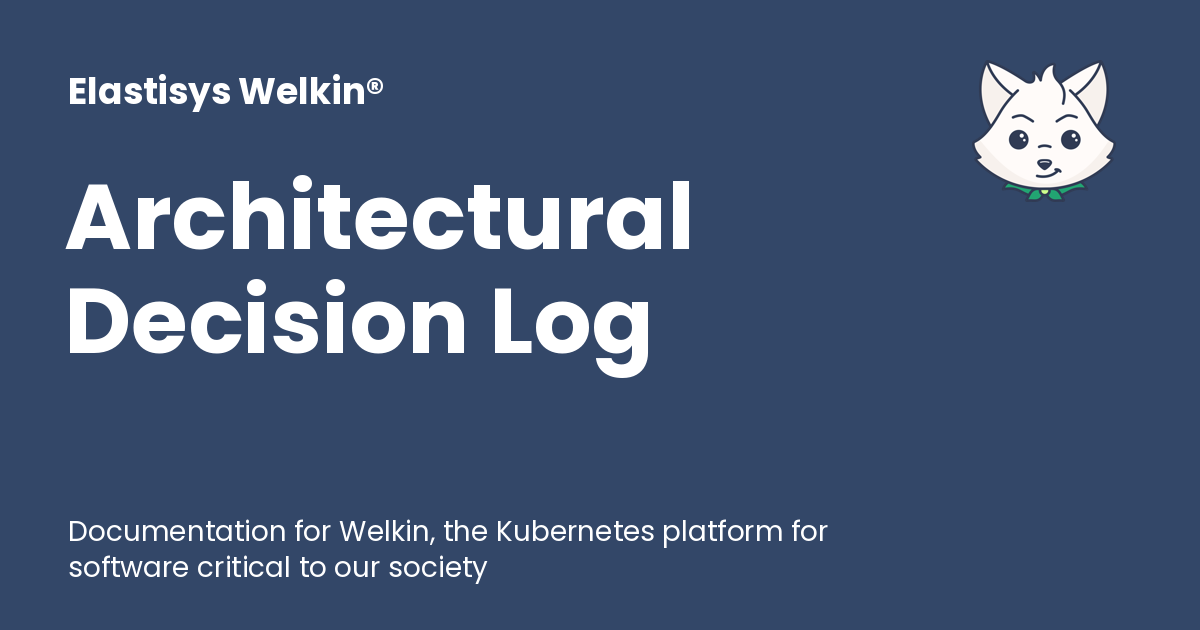 Elastisys Welkin®
Architectural
Decision Log
Documentation for Welkin, the Kubernetes platform for
software critical to our society